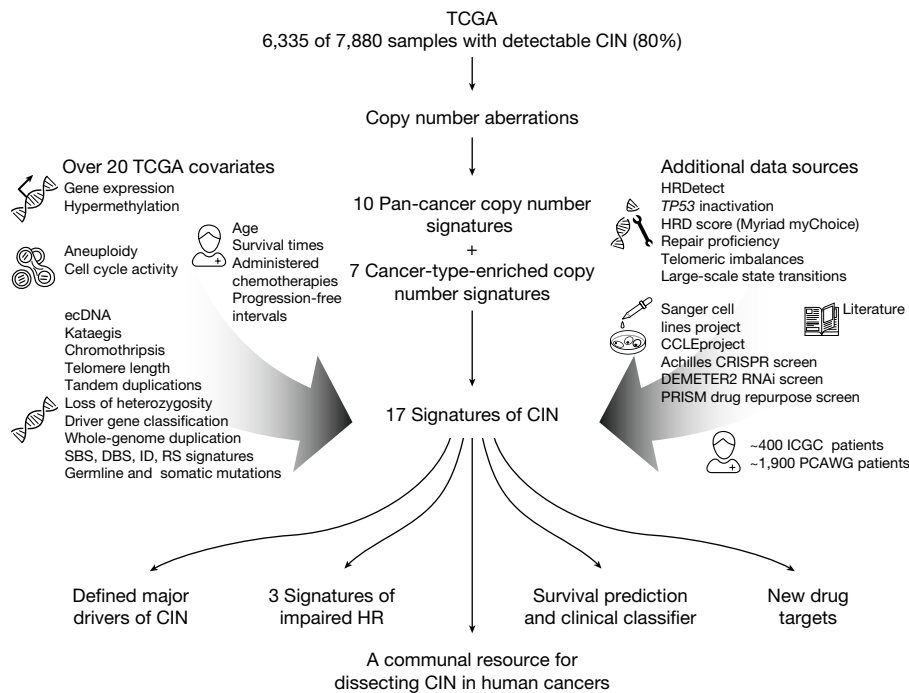 TCGA
6,335 of 7,880 samples with detectable CIN (80%)
Copy number aberrations
10 Pan-cancer copy number
signatures
+
7 Cancer-type-enriched copy
number signatures
Over 20 TCGA covariates
Gene expression
Hypermethylation
Aneuploidy
Cell cycle activity
Age
Survival times
Administered
chemotherapies
Progression-free
intervals
ecDNA
Kataegis
Chromothripsis
Telomere length
Tandem duplications
Loss of heterozygosity
Driver gene classification
Whole-genome duplication
SBS, DBS, ID, RS signatures
Germline and somatic mutations
Additional data sources
HRDetect
TP53 inactivation
HRD score (Myriad myChoice)
Repair proficiency
Telomeric imbalances
Large-scale state transitions
Sanger cell
lines project
CCLEproject
Achilles CRISPR screen
DEMETER2 RNAi screen
PRISM drug repurpose screen
Literature
~400 ICGC patients
~1,900 PCAWG patients
17 Signatures of CIN
Defined major
drivers of CIN
3 Signatures of
impaired HR
A communal resource for
dissecting CIN in human cancers
Survival prediction
and clinical classifier
New drug
targets